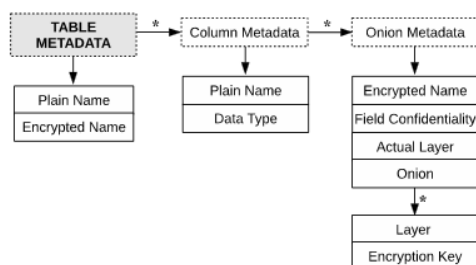 TABLE
METADATA
*
Column Metadata
*
Onion Metadata
Plain Name
Encrypted Name
Plain Name
Data Type
Encrypted Name
Field Confidentiality
Actual Layer
Onion
*
Layer
Encryption Key